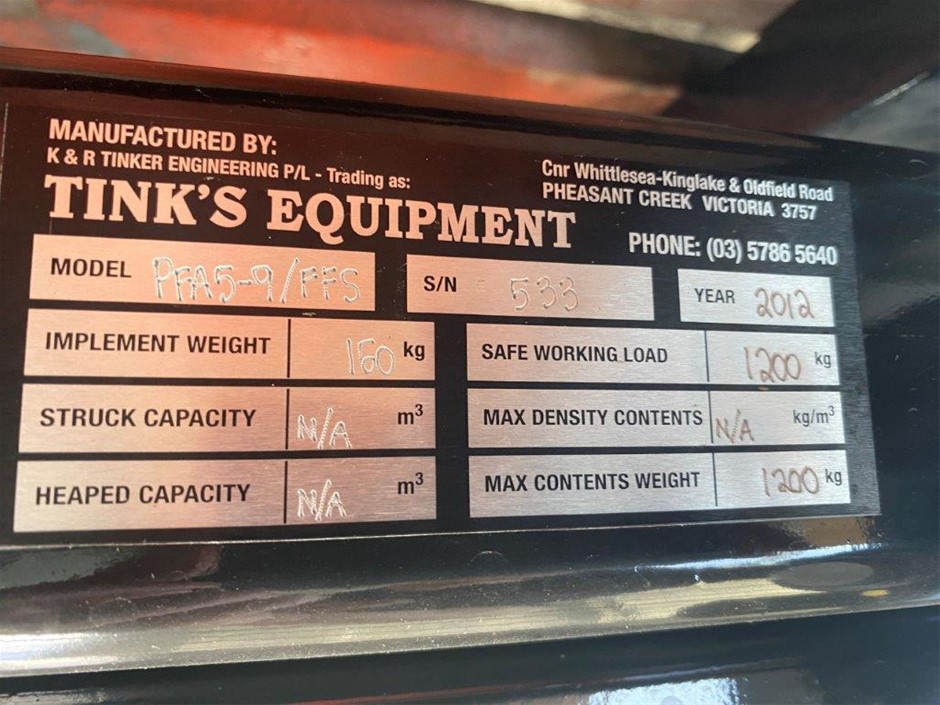 MANUFACTURED BY:
K & R TINKER ENGINEERING P/L - Trading as:
TINK'S EQUIPMENT
Cnr Whittlesea-Kinglake & Oldfield Road
PHEASANT CREEK VICTORIA 3757
PHONE: (03) 5786 5640
MODEL PFA5-9/FFS S/N 533 YEAR 2012
IMPLEMENT WEIGHT 160 kg SAFE WORKING LOAD 1200 kg
STRUCK CAPACITY N/A m³ MAX DENSITY CONTENTS N/A kg/m³
HEAPED CAPACITY N/A m³ MAX CONTENTS WEIGHT 1200 kg